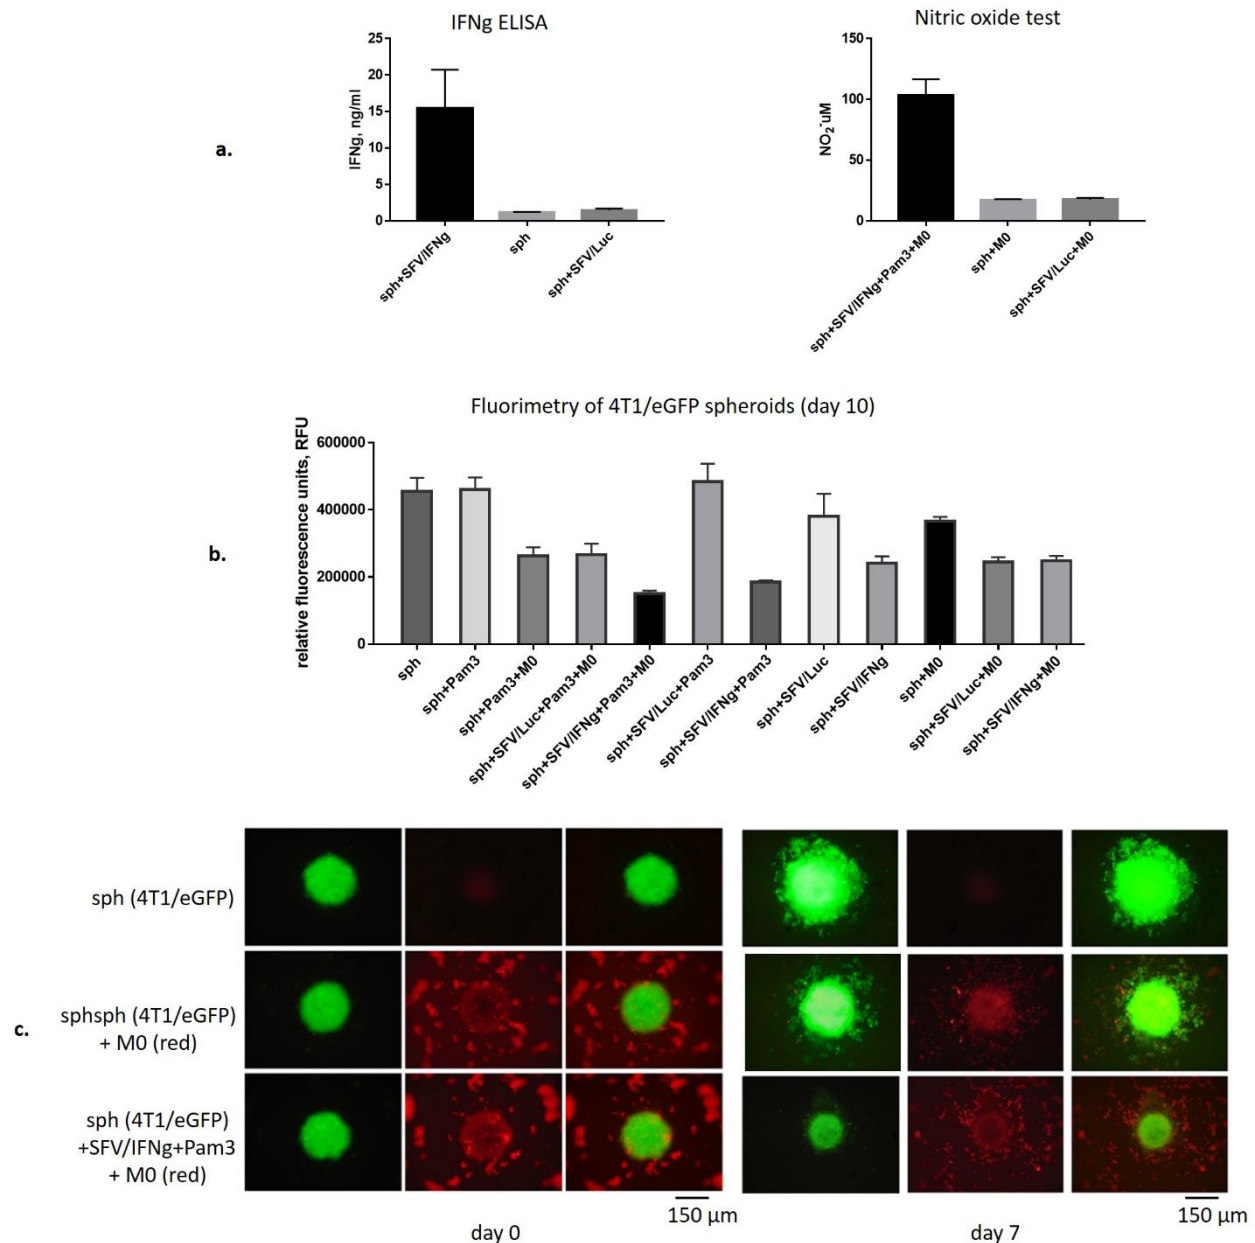 IFNg ELISA
Nitric oxide test
a.
IFNg, ng/ml
25
20
15
10
5
0
sph+SFV/IFNg
sph
sph+SFV/Luc
NO2- uM
150
100
50
0
sph+SFV/IFNg+Pam3+M0
sph+M0
sph+SFV/Luc+M0
Fluorimetry of 4T1/eGFP spheroids (day 10)
b.
relative fluorescence units, RFU
600000
400000
200000
0
sph
sph+Pam3
sph+Pam3+M0
sph+SFV/Luc+Pam3+M0
sph+SFV/IFNg+Pam3+M0
sph+SFV/Luc+Pam3
sph+SFV/IFNg+Pam3
sph+SFV/Luc
sph+SFV/IFNg
sph+M0
sph+SFV/Luc+M0
sph+SFV/IFNg+M0
c.
sph (4T1/eGFP)
sphsph (4T1/eGFP)
+ M0 (red)
sph (4T1/eGFP)
+SFV/IFNg+Pam3
+ M0 (red)
150 µm
150 µm
day 0
day 7